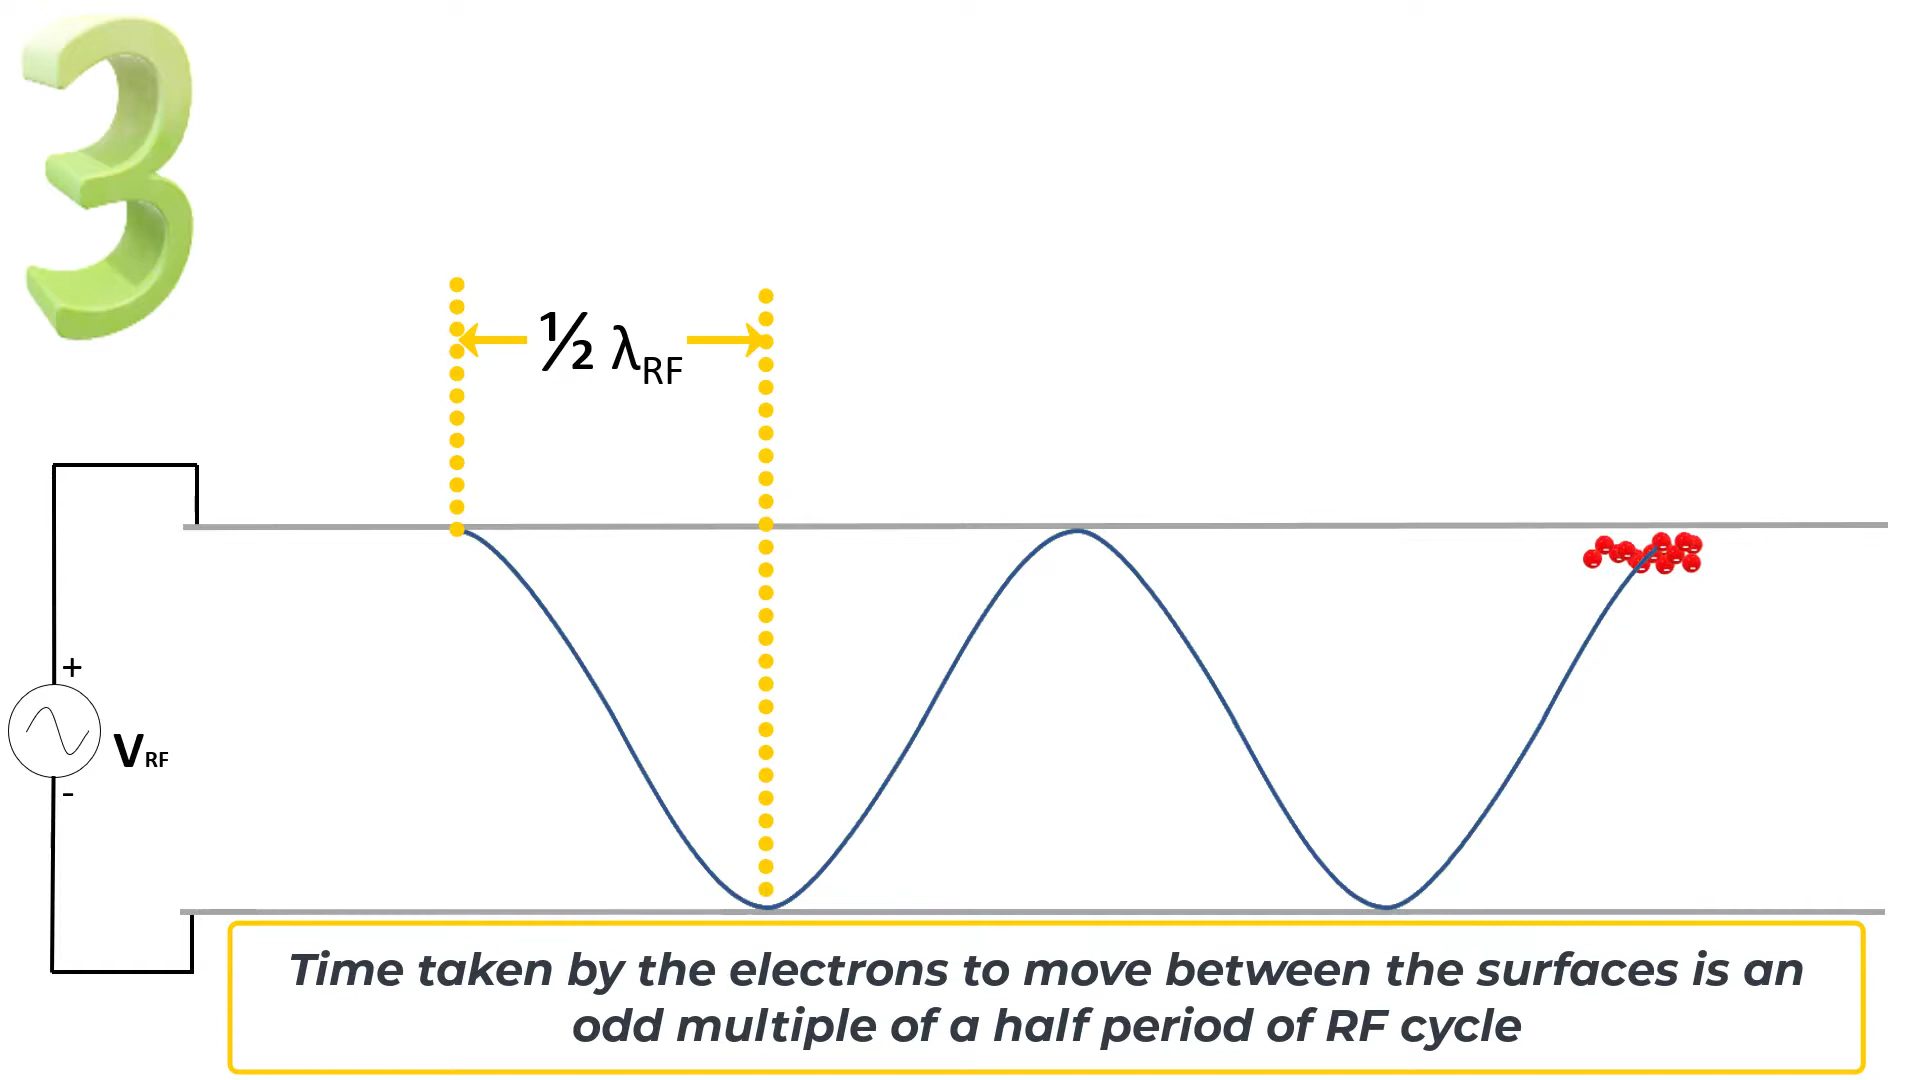 3
½ λRF
+
VRF
-
Time taken by the electrons to move between the surfaces is an
odd multiple of a half period of RF cycle